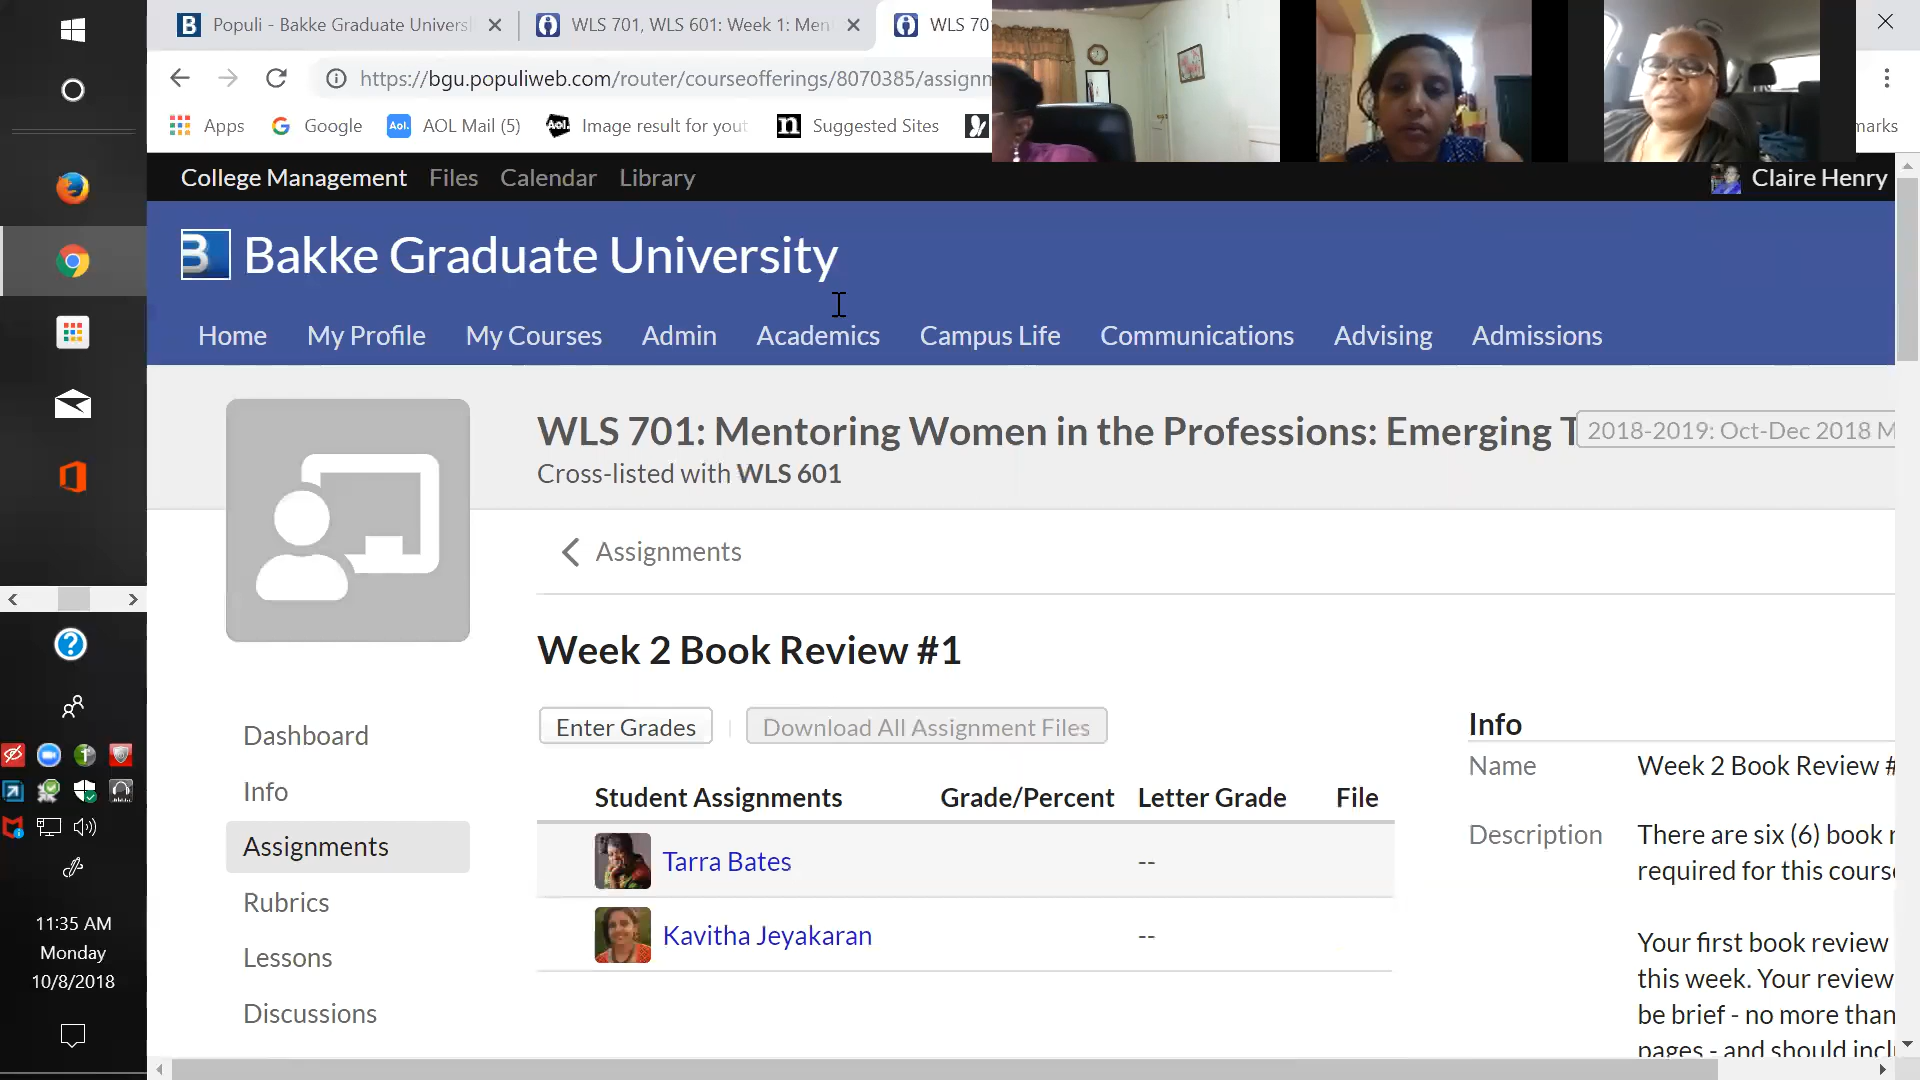 B Populi - Bakke Graduate Universi
WLS 701, WLS 601: Week 1: Men
WLS 70
https://bgu.populiweb.com/router/courseofferings/8070385/assignm
Apps
Google
Aol. AOL Mail (5)
Aol. Image result for yout
n Suggested Sites
marks
College Management Files Calendar Library
Claire Henry
B Bakke Graduate University
Home My Profile My Courses Admin Academics Campus Life Communications Advising Admissions
WLS 701: Mentoring Women in the Professions: Emerging T
2018-2019: Oct-Dec 2018 M
Cross-listed with WLS 601
Assignments
Week 2 Book Review #1
Enter Grades
Download All Assignment Files
Student Assignments Grade/Percent Letter Grade File
Tarra Bates --
Kavitha Jeyakaran --
Info
Name Week 2 Book Review #
Description There are six (6) book r
required for this cours
Your first book review
this week. Your review
be brief - no more than
pages - and should incl
Dashboard
Info
Assignments
Rubrics
Lessons
Discussions
11:35 AM
Monday
10/8/2018